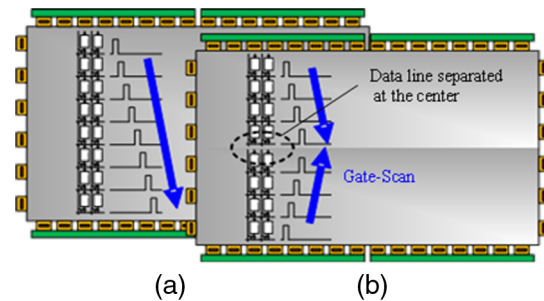 Data line separated
at the center
Gate-Scan
(a)
(b)